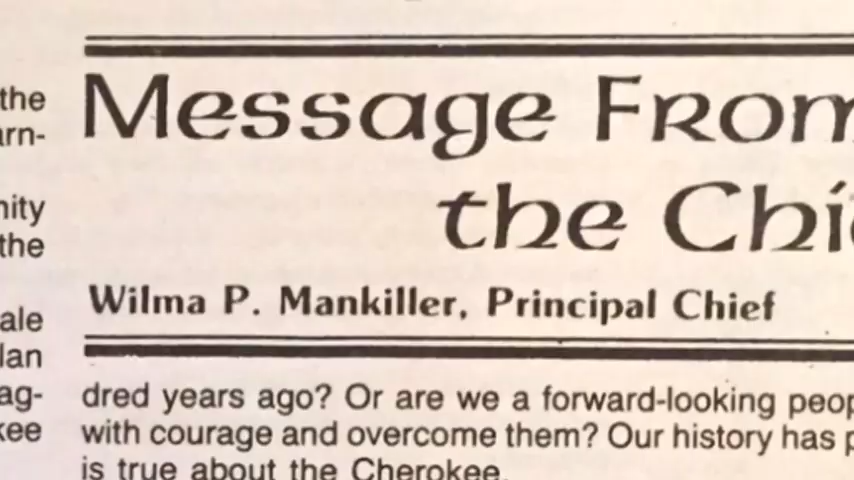 the
arn-
nity
the
ale
lan
ag-
kee
Message From
the Chie
Wilma P. Mankiller, Principal Chief
dred years ago? Or are we a forward-looking peop
with courage and overcome them? Our history has p
is true about the Cherokee.